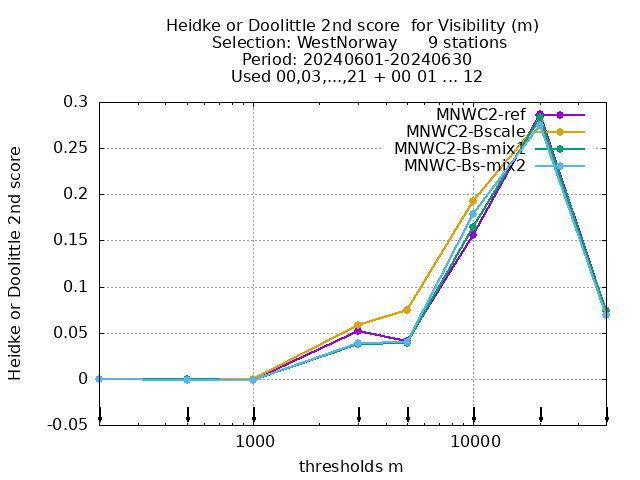 Heidke or Doolittle 2nd score  for Visibility (m)
Selection: WestNorway      9 stations
Period: 20240601-20240630
Used 00,03,...,21 + 00 01 ... 12
MNWC2-ref
MNWC2-Bscale
MNWC2-Bs-mix1
MNWC-Bs-mix2
Heidke or Doolittle 2nd score
0.3
0.25
0.2
0.15
0.1
0.05
0
-0.05
1000 10000
thresholds m